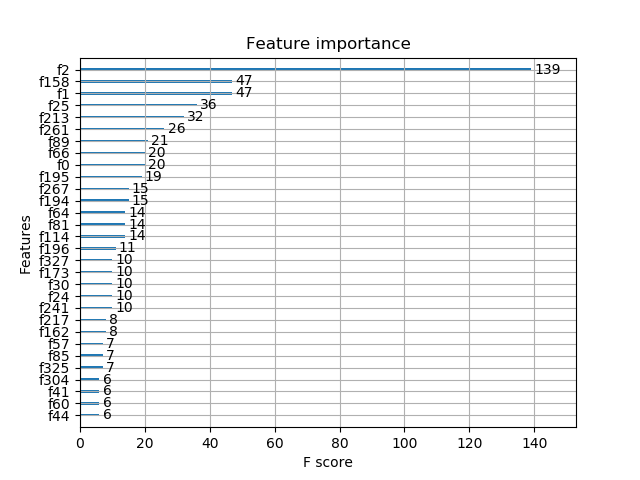 Feature importance
f2 139
f158 47
f1 47
f25 36
f213 32
f261 26
f89 21
f66 20
f0 20
f195 19
f267 15
f194 15
f64 14
f81 14
f114 14
f196 11
f327 10
f173 10
f30 10
f24 10
f241 10
f217 8
f162 8
f57 7
f85 7
f325 7
f304 6
f41 6
f60 6
f44 6
Features
0 20 40 60 80 100 120 140
F score